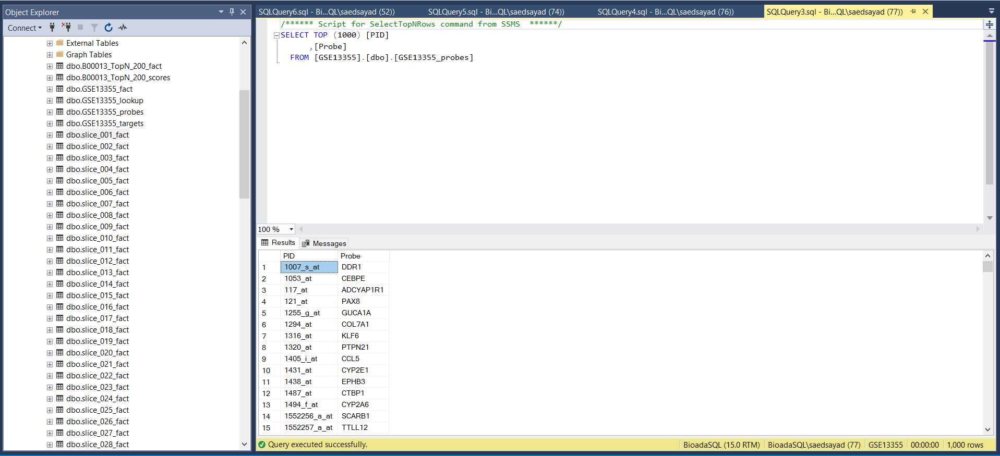 Object Explorer
Connect
External Tables
Graph Tables
dbo.B00013_TopN_200_fact
dbo.B00013_TopN_200_scores
dbo.GSE13355_fact
dbo.GSE13355_lookup
dbo.GSE13355_probes
dbo.GSE13355_targets
dbo.slice_001_fact
dbo.slice_002_fact
dbo.slice_003_fact
dbo.slice_004_fact
dbo.slice_005_fact
dbo.slice_006_fact
dbo.slice_007_fact
dbo.slice_008_fact
dbo.slice_009_fact
dbo.slice_010_fact
dbo.slice_011_fact
dbo.slice_012_fact
dbo.slice_013_fact
dbo.slice_014_fact
dbo.slice_015_fact
dbo.slice_016_fact
dbo.slice_017_fact
dbo.slice_018_fact
dbo.slice_019_fact
dbo.slice_020_fact
dbo.slice_021_fact
dbo.slice_022_fact
dbo.slice_023_fact
dbo.slice_024_fact
dbo.slice_025_fact
dbo.slice_026_fact
dbo.slice_027_fact
dbo.slice_028_fact
SQLQuery6.sql - Bi...QL\saedsayad (52)) SQLQuery5.sql - Bi...QL\saedsayad (74)) SQLQuery4.sql - Bi...QL\saedsayad (76)) SQLQuery3.sql - Bi...QL\saedsayad (77))
/****** Script for SelectTopNRows command from SSMS  ******/
SELECT TOP (1000) [PID]
,[Probe]
FROM [GSE13355].[dbo].[GSE13355_probes]
100 %
Results Messages
PID Probe
1 1007_s_at DDR1
2 1053_at CEBPE
3 117_at ADCYAP1R1
4 121_at PAX8
5 1255_g_at GUCA1A
6 1294_at COL7A1
7 1316_at KLF6
8 1320_at PTPN21
9 1405_i_at CCL5
10 1431_at CYP2E1
11 1438_at EPHB3
12 1487_at CTBP1
13 1494_f_at CYP2A6
14 1552256_a_at SCARB1
15 1552257_a_at TTLL12
Query executed successfully. BioadaSQL (15.0 RTM) BioadaSQL\saedsayad (77) GSE13355 00:00:00 1,000 rows